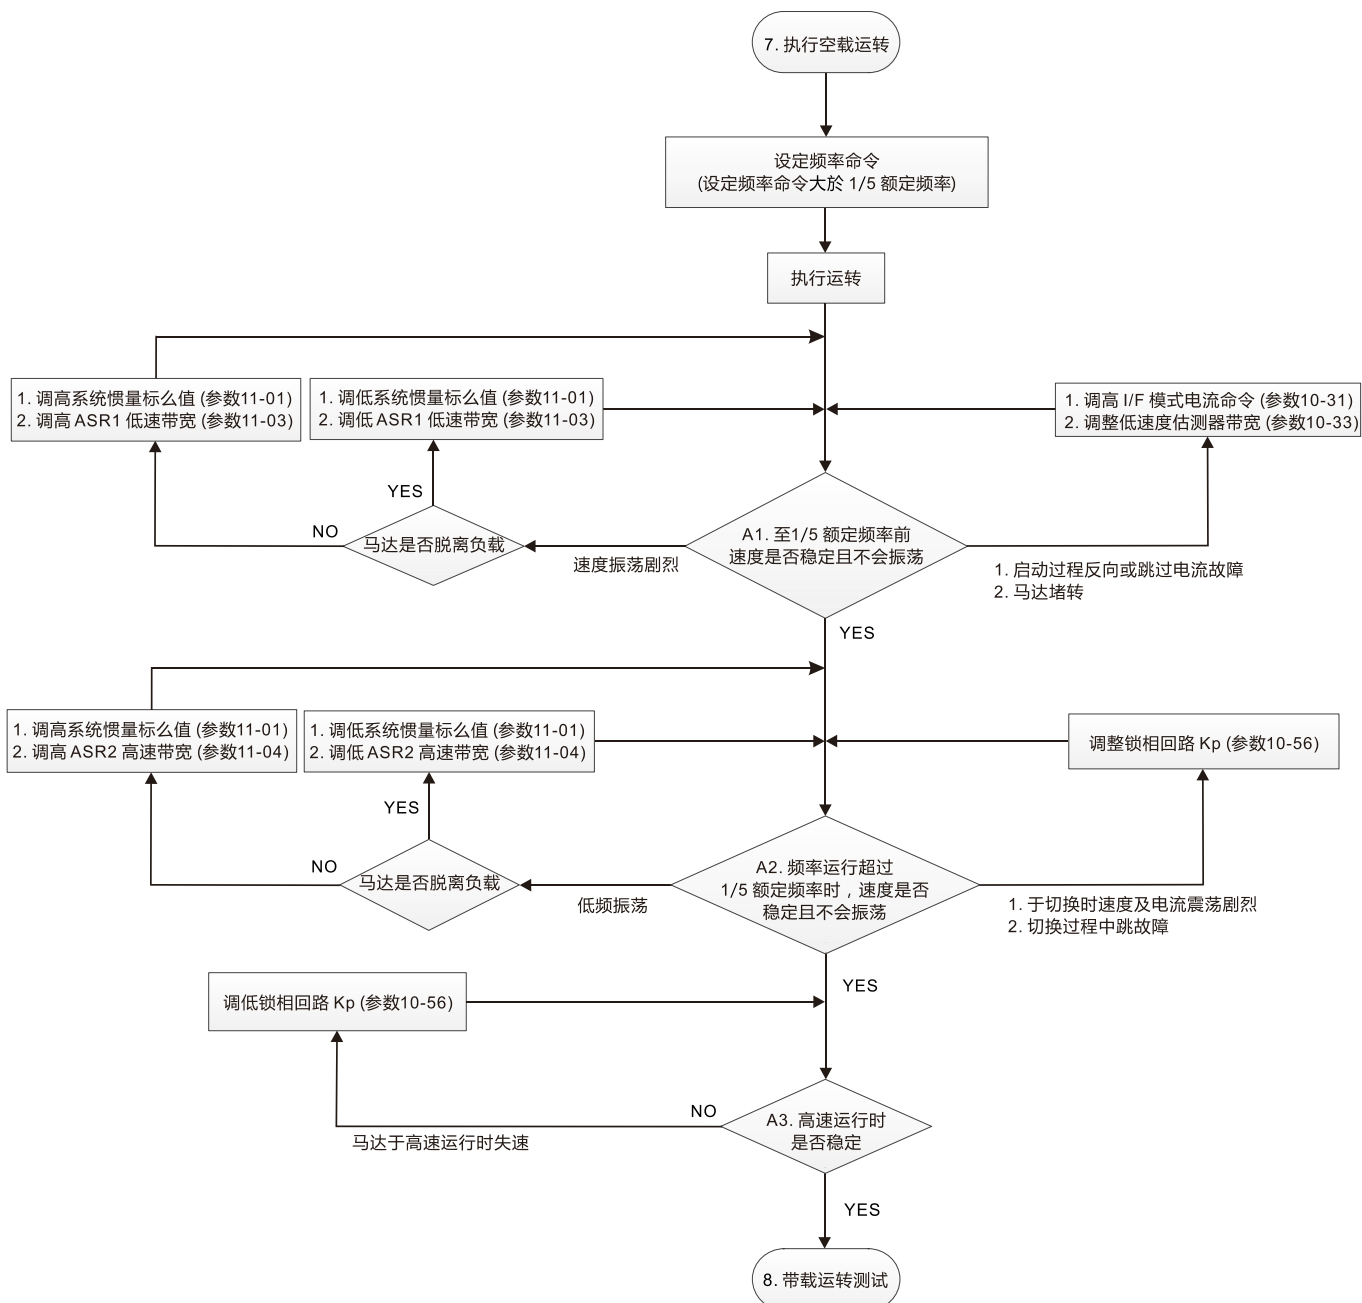 7. 执行空载运转
设定频率命令
(设定频率命令大於 1/5 额定频率)
执行运转
1. 调高系统惯量标么值 (参数11-01)
2. 调高 ASR1 低速带宽 (参数11-03)
1. 调低系统惯量标么值 (参数11-01)
2. 调低 ASR1 低速带宽 (参数11-03)
1. 调高 I/F 模式电流命令 (参数10-31)
2. 调整低速度估测器带宽 (参数10-33)
YES
NO
马达是否脱离负载
速度振荡剧烈
A1. 至1/5 额定频率前
速度是否稳定且不会振荡
1. 启动过程反向或跳过电流故障
2. 马达堵转
YES
1. 调高系统惯量标么值 (参数11-01)
2. 调高 ASR2 高速带宽 (参数11-04)
1. 调低系统惯量标么值 (参数11-01)
2. 调低 ASR2 高速带宽 (参数11-04)
调整锁相回路 Kp (参数10-56)
YES
NO
马达是否脱离负载
低频振荡
A2. 频率运行超过
1/5 额定频率时，速度是否
稳定且不会振荡
1. 于切换时速度及电流震荡剧烈
2. 切换过程中跳故障
YES
调低锁相回路 Kp (参数10-56)
NO
马达于高速运行时失速
A3. 高速运行时
是否稳定
YES
8. 带载运转测试